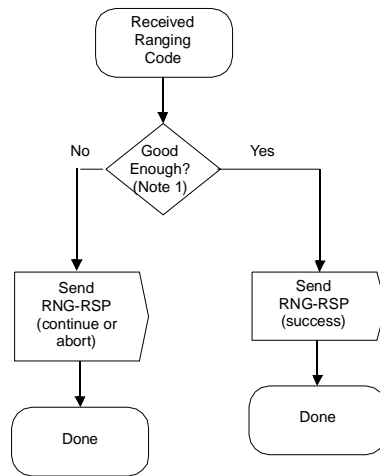 Received
Ranging
Code
No
Good
Enough?
(Note 1)
Yes
Send
RNG-RSP
(continue or
abort)
Send
RNG-RSP
(success)
Done
Done